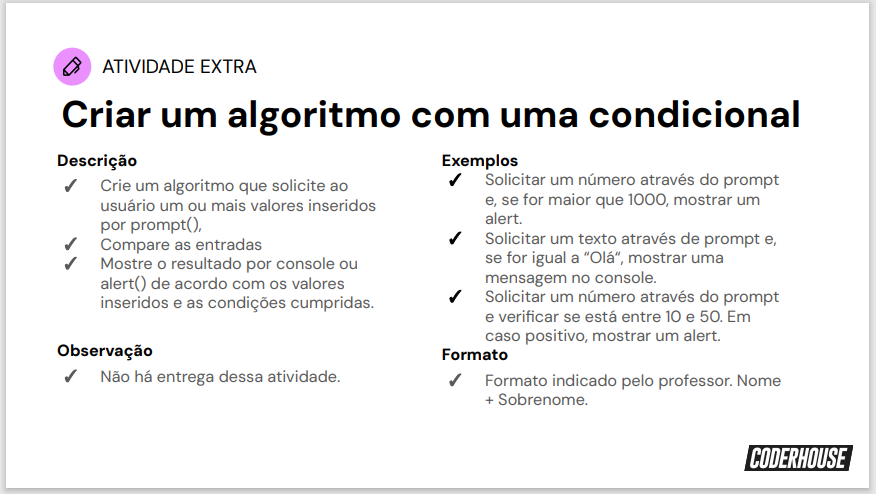 ATIVIDADE EXTRA
Criar um algoritmo com uma condicional
Descrição
✓ Crie um algoritmo que solicite ao
usuário um ou mais valores inseridos
por prompt(),
✓ Compare as entradas
✓ Mostre o resultado por console ou
alert() de acordo com os valores
inseridos e as condições cumpridas.
Observação
✓ Não há entrega dessa atividade.
Exemplos
✓ Solicitar um número através do prompt
e, se for maior que 1000, mostrar um
alert.
✓ Solicitar um texto através de prompt e,
se for igual a “Olá“, mostrar uma
mensagem no console.
✓ Solicitar um número através do prompt
e verificar se está entre 10 e 50. Em
caso positivo, mostrar um alert.
Formato
✓ Formato indicado pelo professor. Nome
+ Sobrenome.
CODERHOUSE